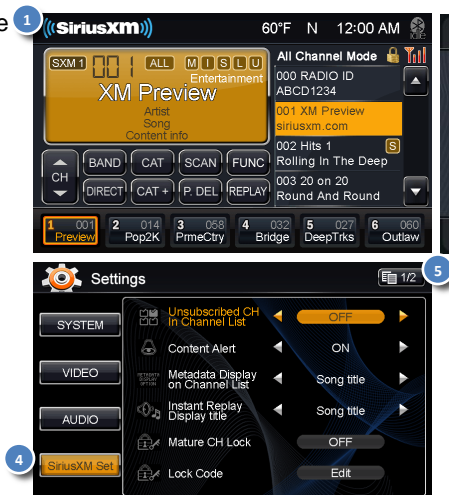 e
1
((SiriusXM))
60°F N 12:00 AM
Idle
SXM 1 001 ALL M I S L U
Entertainment
XM Preview
Artist
Song
Content info
All Channel Mode
000 RADIO ID
ABCD1234
001 XM Preview
siriusxm.com
002 Hits 1 S
Rolling In The Deep
003 20 on 20
Round And Round
CH
BAND CAT SCAN FUNC
DIRECT CAT + P. DEL REPLAY
1 001 Preview
2 014 Pop2K
3 058 PrmeCtry
4 032 Bridge
5 027 DeepTrks
6 060 Outlaw
Settings
1/2
5
SYSTEM
VIDEO
AUDIO
4
SiriusXM Set
Unsubscribed CH
In Channel List
OFF
Content Alert
ON
METADATA
DISPLAY
OPTION
Metadata Display
on Channel List
Song title
Instant Replay
Display title
Song title
Mature CH Lock
OFF
Lock Code
Edit